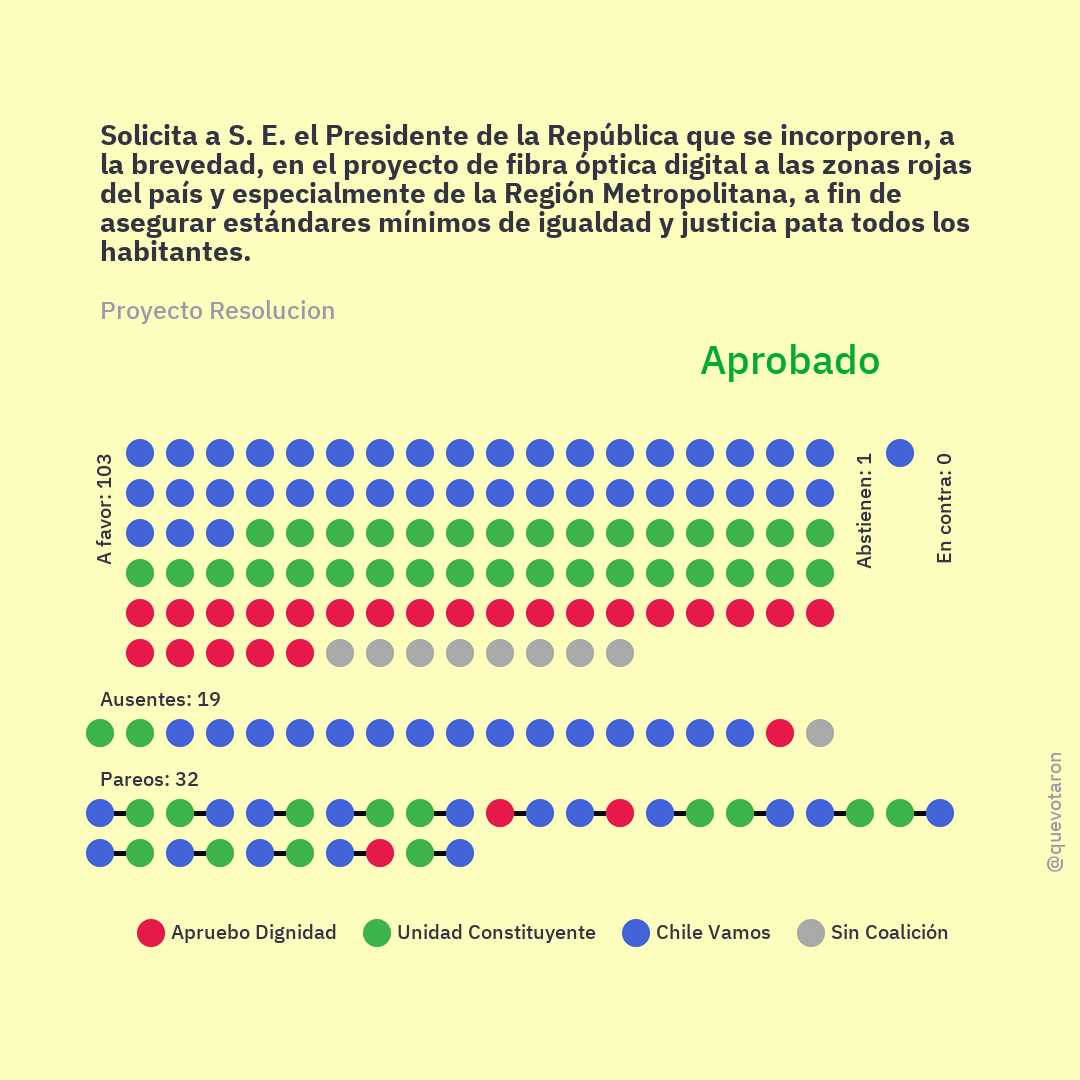 Solicita a S. E. el Presidente de la República que se incorporen, a
la brevedad, en el proyecto de fibra óptica digital a las zonas rojas
del país y especialmente de la Región Metropolitana, a fin de
asegurar estándares mínimos de igualdad y justicia pata todos los
habitantes.
Proyecto Resolucion
Aprobado
A favor: 103
Abstienen: 1
En contra: 0
Ausentes: 19
Pareos: 32
@quevotaron
Apruebo Dignidad
Unidad Constituyente
Chile Vamos
Sin Coalición